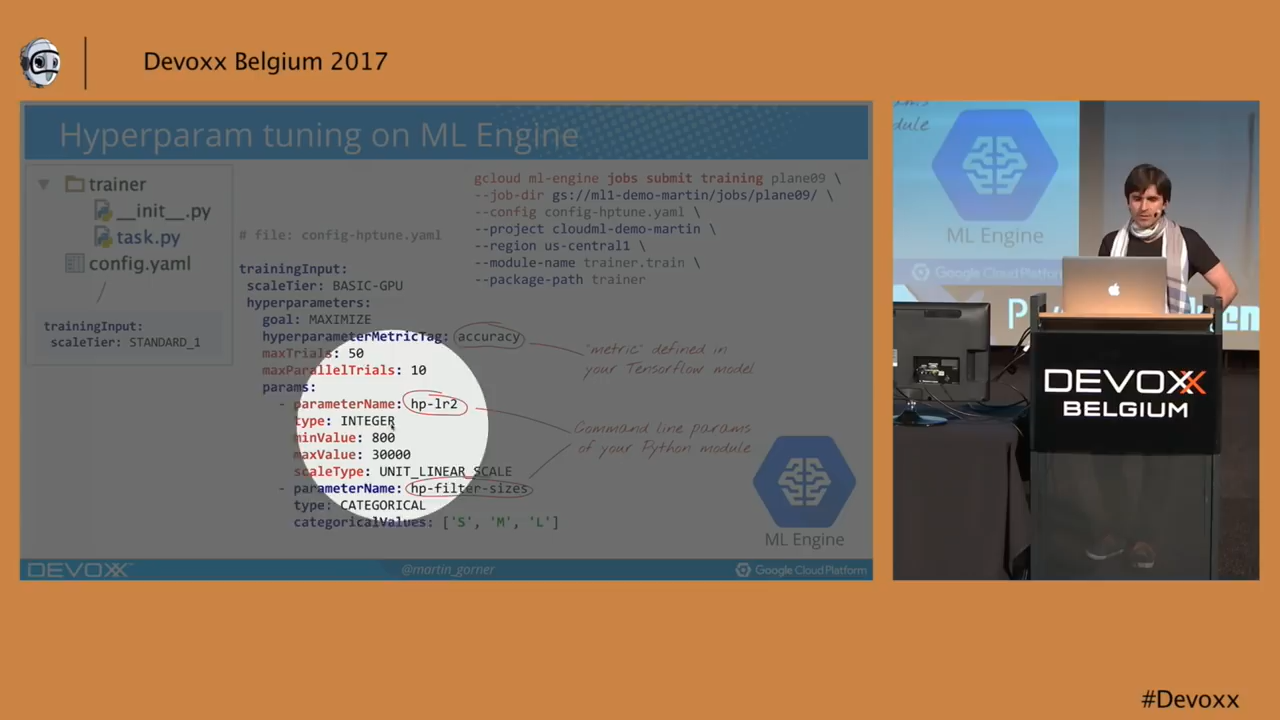 Devoxx Belgium 2017
Hyperparam tuning on ML Engine
trainer
__init__.py
task.py
config.yaml
trainingInput:
scaleTier: STANDARD_1
# file: config-hptune.yaml
trainingInput:
scaleTier: BASIC-GPU
hyperparameters:
goal: MAXIMIZE
hyperparameterMetricTag: accuracy
maxTrials: 50
maxParallelTrials: 10
params:
- parameterName: hp-lr2
type: INTEGER
minValue: 800
maxValue: 30000
scaleType: UNIT_LINEAR_SCALE
- parameterName: hp-filter-sizes
type: CATEGORICAL
categoricalValues: ['S', 'M', 'L']
gcloud ml-engine jobs submit training plane09 \
--job-dir gs://ml1-demo-martin/jobs/plane09/ \
--config config-hptune.yaml \
--project cloudml-demo-martin \
--region us-central1 \
--module-name trainer.train \
--package-path trainer
"metric" defined in
your Tensorflow model
Command line params
of your Python module
ML Engine
DEVOXX
@martin_gorner
Google Cloud Platform
ML Engine
Google Cloud Platform
DEVOXX
BELGIUM
#Devoxx